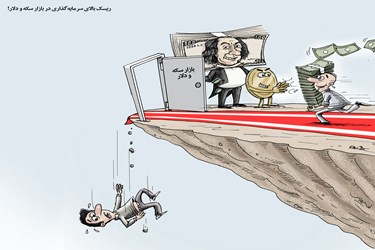 ریسک بالای سرمایه‌گذاری در بازار سکه و دلار!
بازار سکه
و دلار